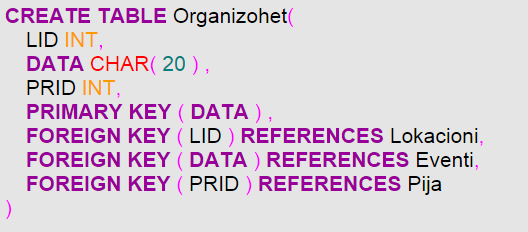 CREATE TABLE Organizohet(
LID INT,
DATA CHAR( 20 ) ,
PRID INT,
PRIMARY KEY ( DATA ) ,
FOREIGN KEY ( LID ) REFERENCES Lokacioni,
FOREIGN KEY ( DATA ) REFERENCES Eventi,
FOREIGN KEY ( PRID ) REFERENCES Pija
)